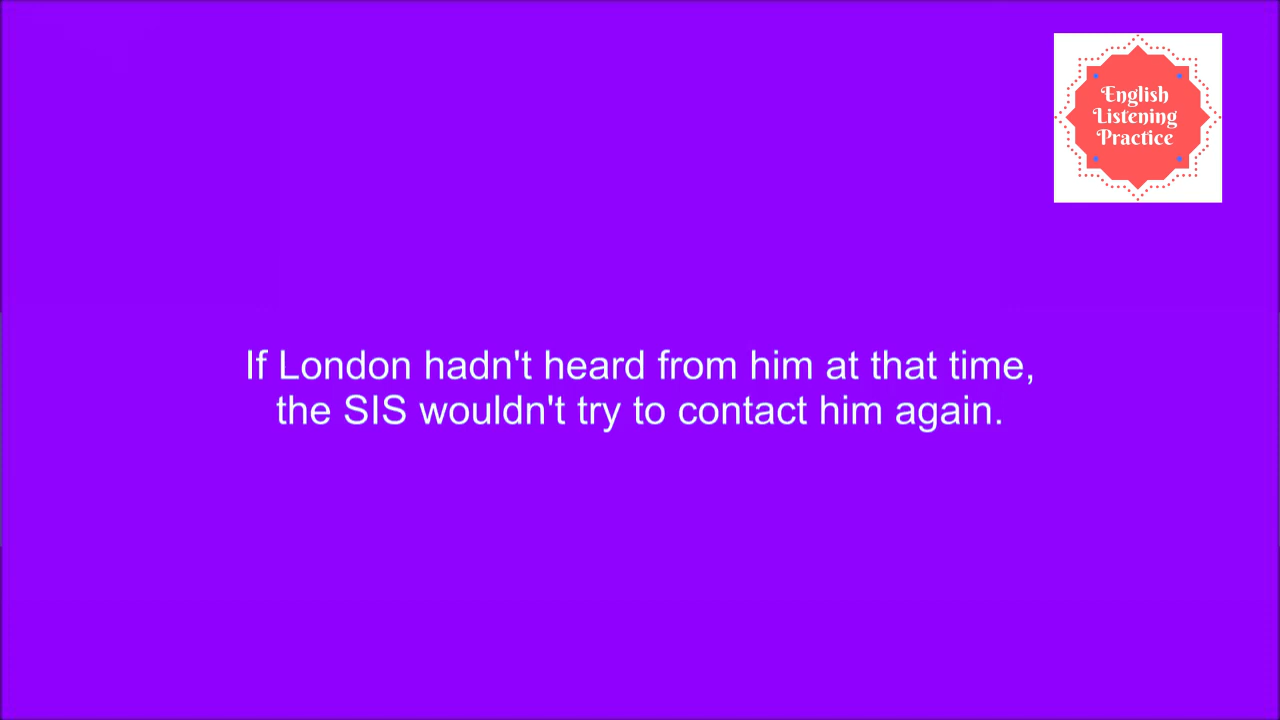 English
Listening
Practice
If London hadn't heard from him at that time,
the SIS wouldn't try to contact him again.